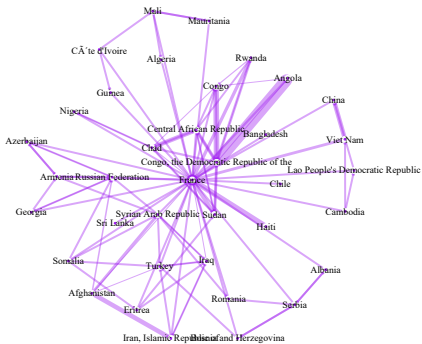 Mali
Mauritania
CÃ´te d'Ivoire
Algeria
Rwanda
Angola
Congo
Guinea
China
Nigeria
Central African Republic
Bangladesh
Azerbaijan
Viet Nam
Chad
Congo, the Democratic Republic of the
Lao People's Democratic Republic
Armenia
Russian Federation
France
Chile
Georgia
Syrian Arab Republic
Sudan
Cambodia
Sri Lanka
Haiti
Somalia
Turkey
Iraq
Albania
Afghanistan
Romania
Serbia
Eritrea
Iran, Islamic Republic of
Bosnia and Herzegovina